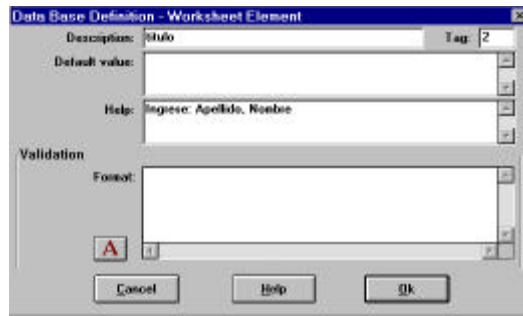 Data Base Definition - Worksheet Element
Description: titulo Tag: 2
Default value:
Help: Ingrese: Apellido, Nombre
Validation
Format:
A
Cancel Help Ok